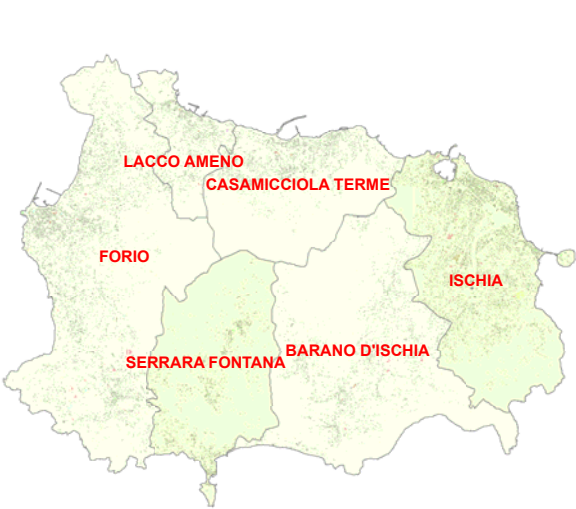 LACCO AMENO
CASAMICCIOLA TERME
FORIO
ISCHIA
BARANO D'ISCHIA
SERRARA FONTANA